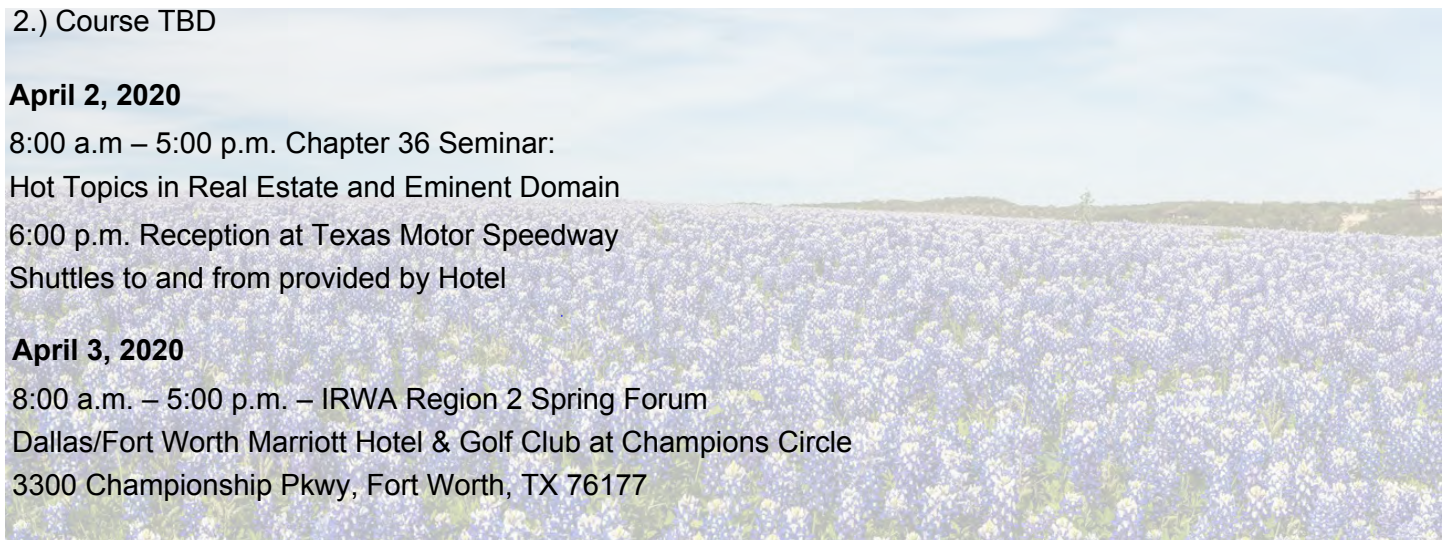 2.) Course TBD
April 2, 2020
8:00 a.m – 5:00 p.m. Chapter 36 Seminar:
Hot Topics in Real Estate and Eminent Domain
6:00 p.m. Reception at Texas Motor Speedway
Shuttles to and from provided by Hotel
April 3, 2020
8:00 a.m. – 5:00 p.m. – IRWA Region 2 Spring Forum
Dallas/Fort Worth Marriott Hotel & Golf Club at Champions Circle
3300 Championship Pkwy, Fort Worth, TX 76177